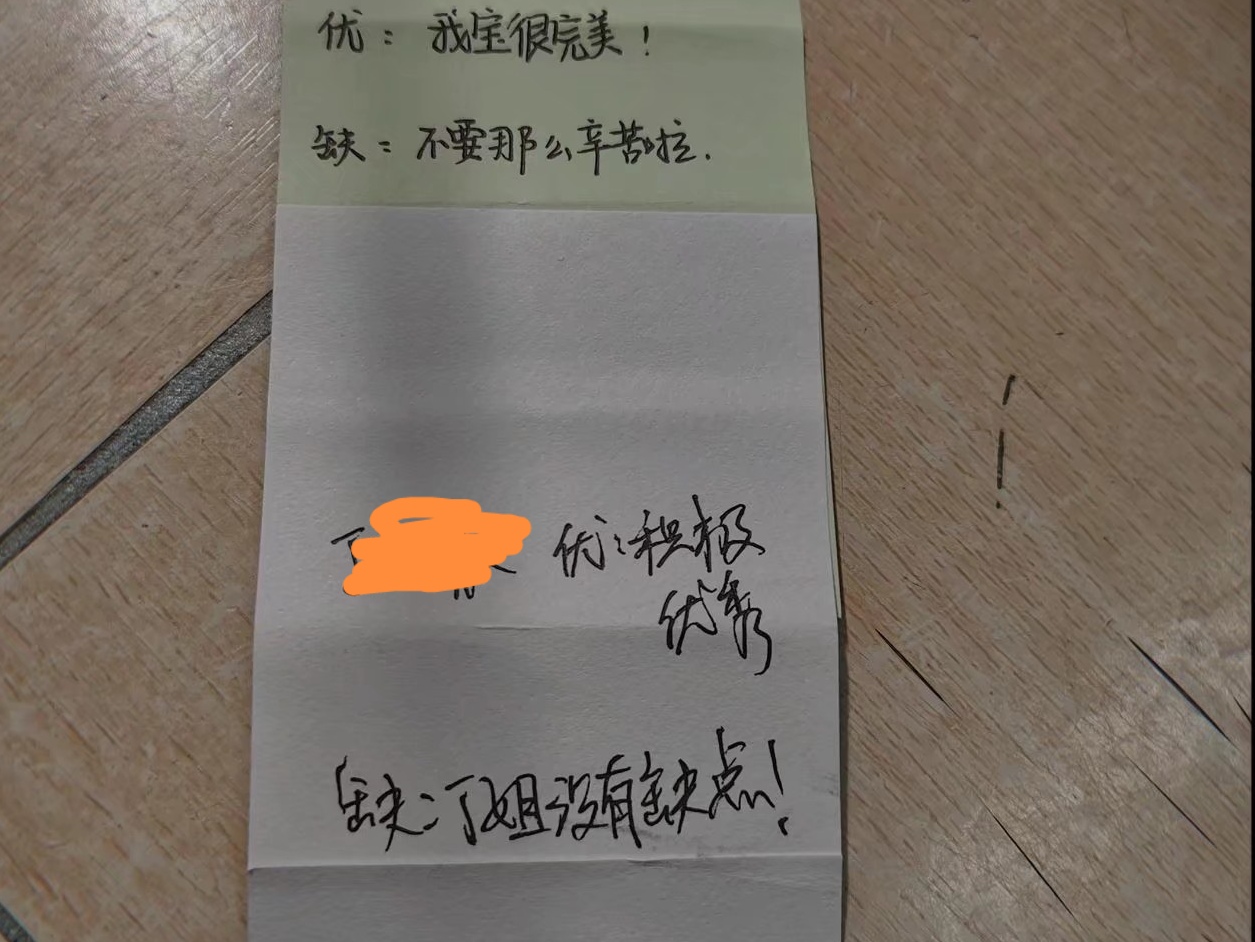 优：我宝很完美！
缺：不要那么辛苦啦.
丁 优：积极
优秀
缺：丁姐没有缺点！